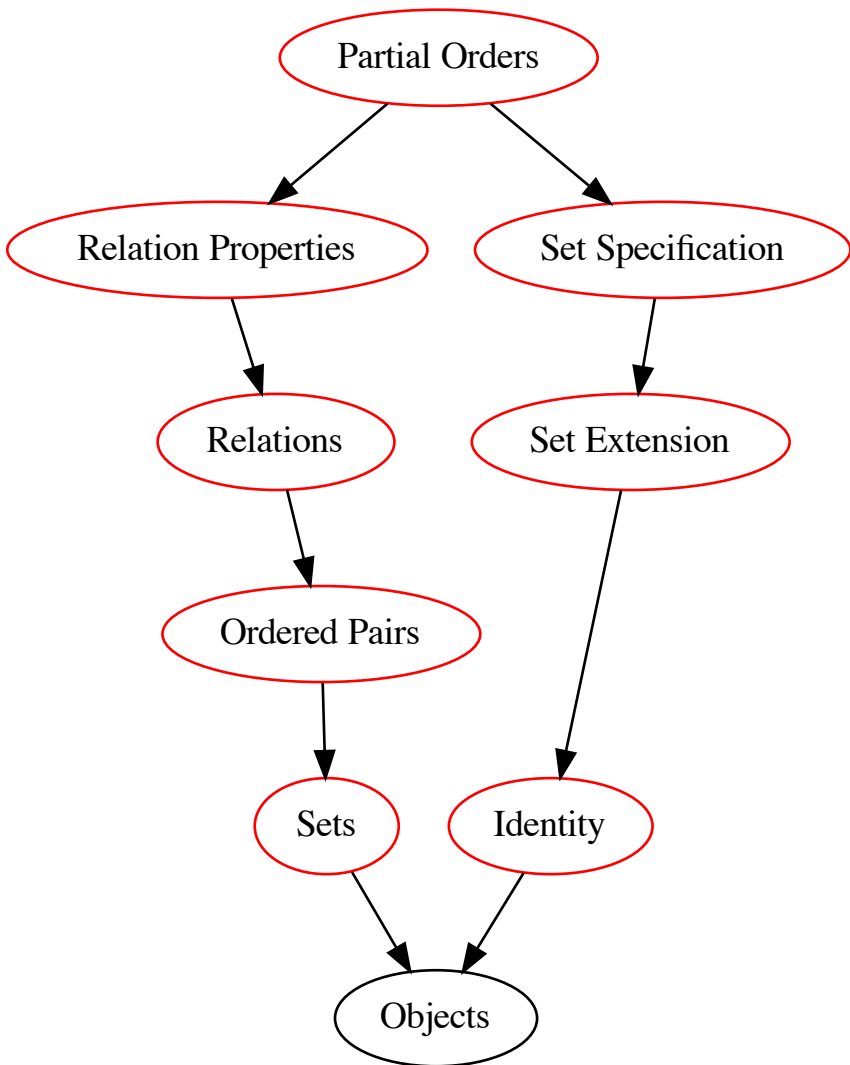 Partial Orders
Relation Properties
Set Specification
Relations
Set Extension
Ordered Pairs
Sets
Identity
Objects